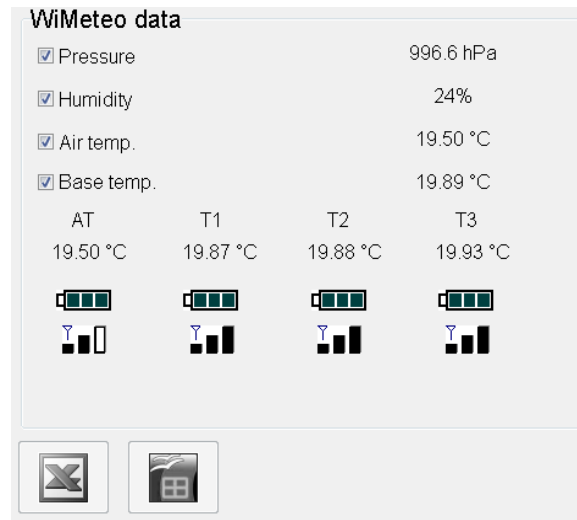 WiMeteo data
Pressure 996.6 hPa
Humidity 24%
Air temp. 19.50 °C
Base temp. 19.89 °C
AT T1 T2 T3
19.50 °C 19.87 °C 19.88 °C 19.93 °C